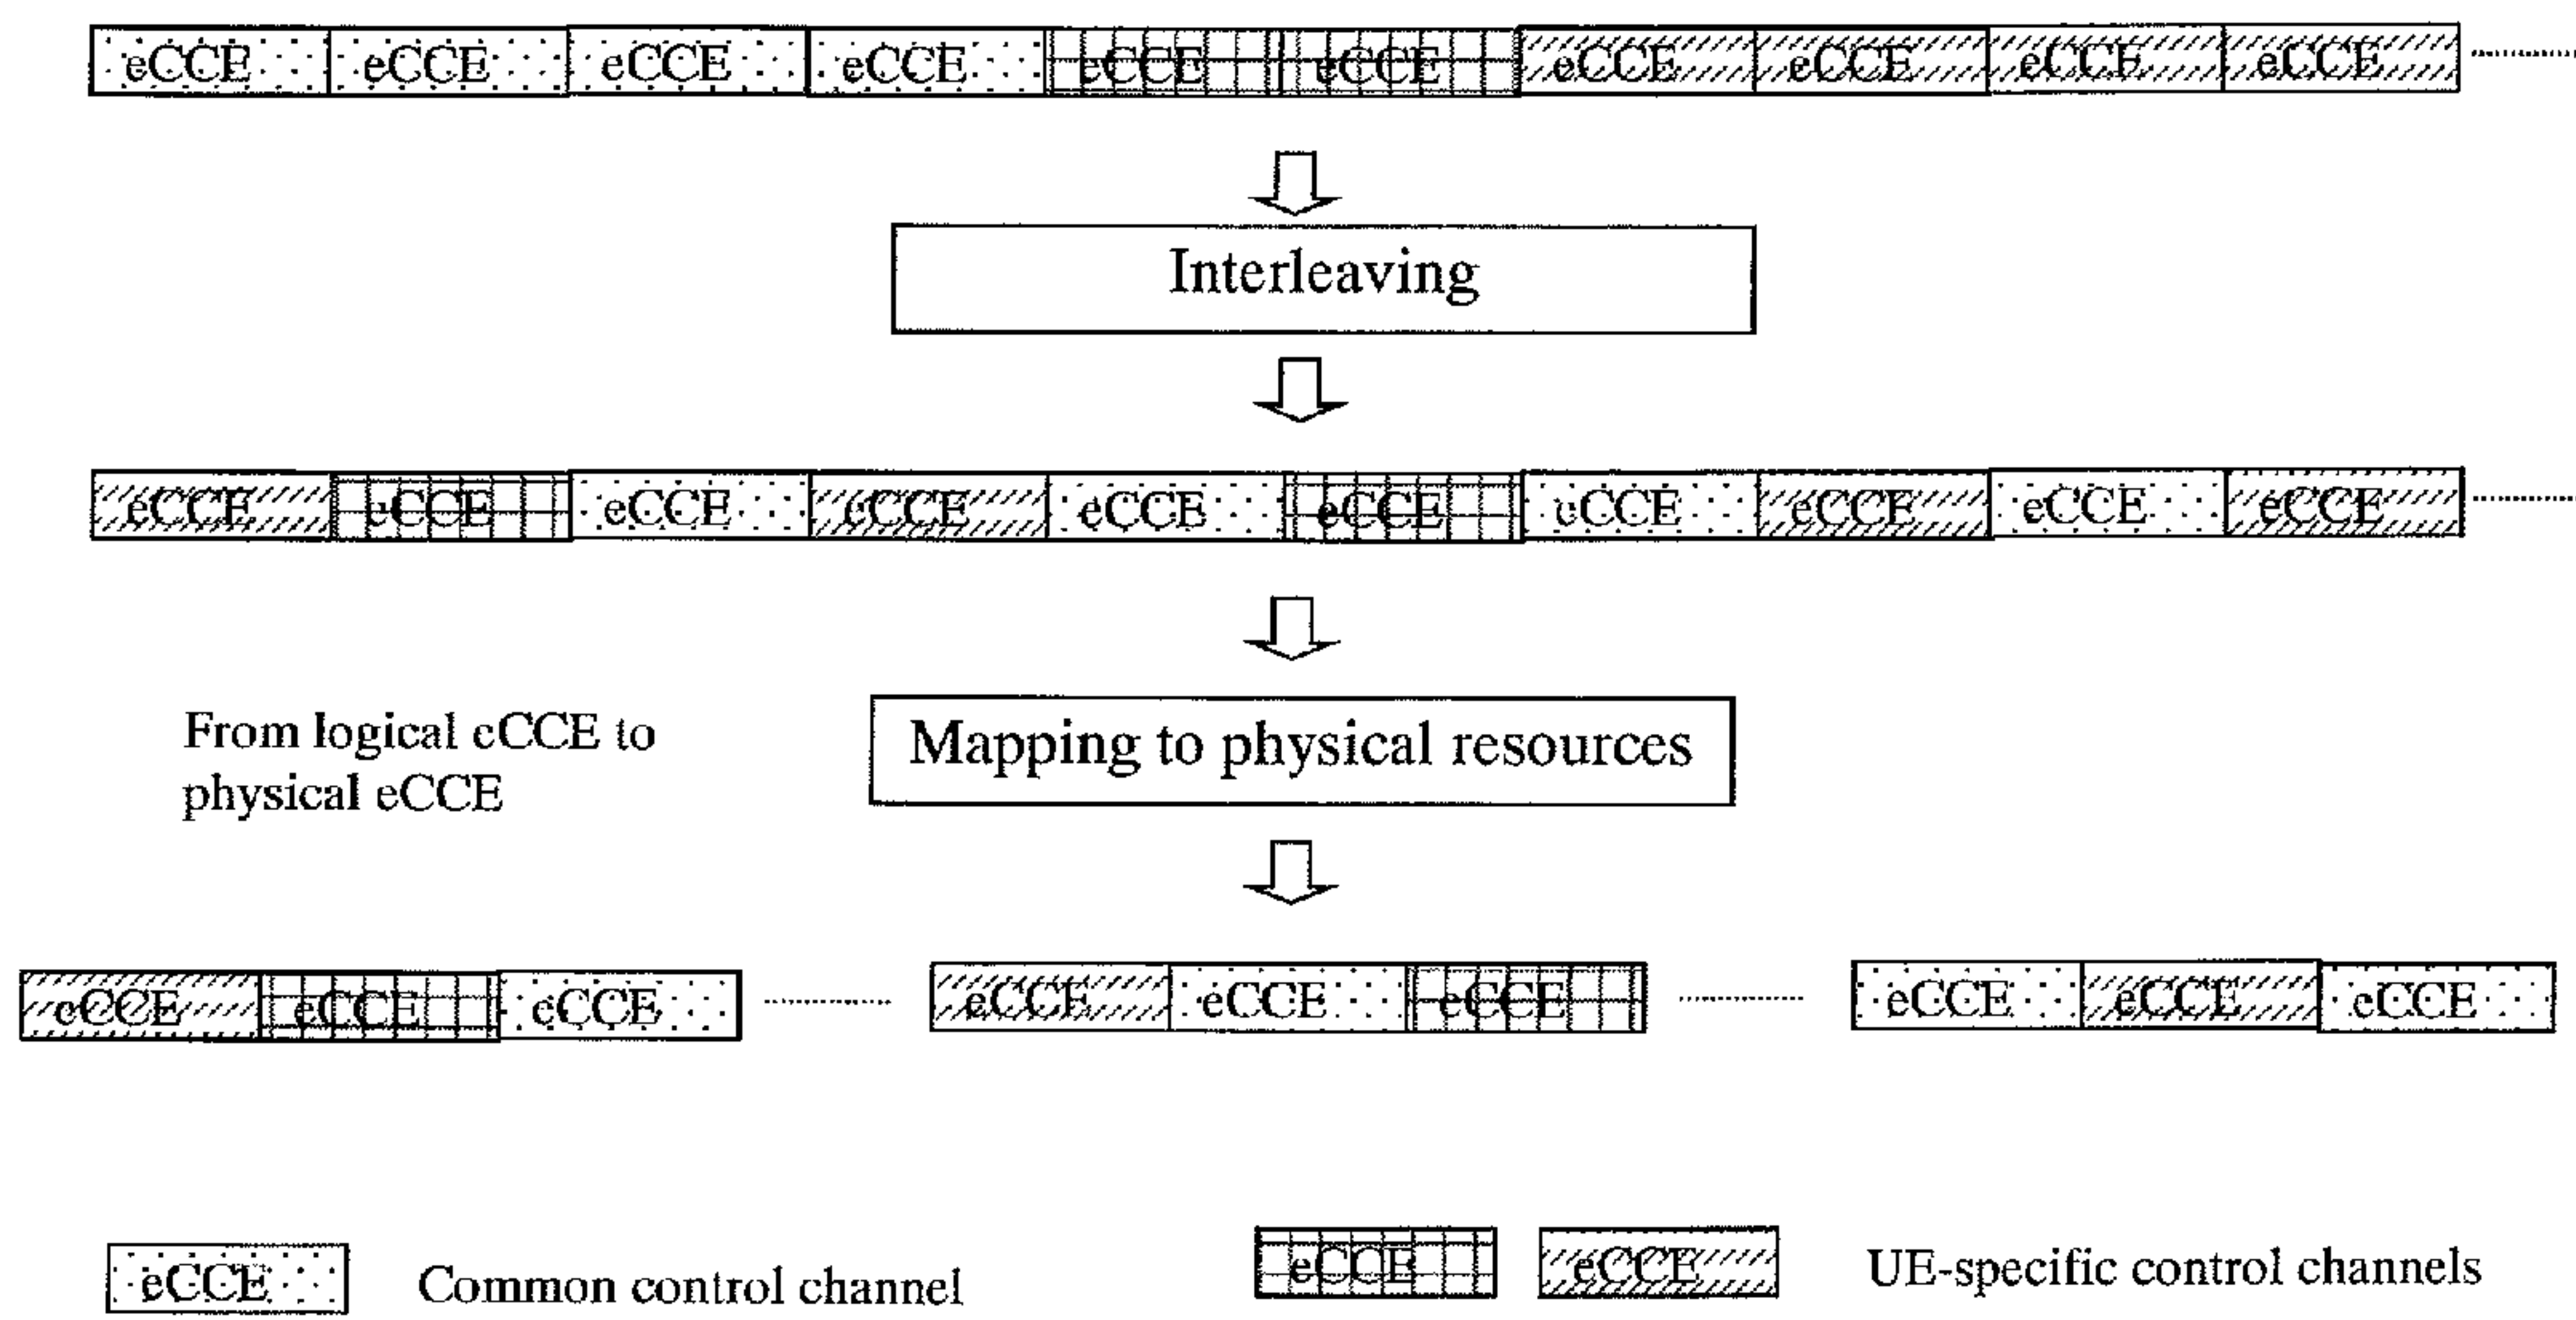 eCCE eCCE eCCE eCCE eCCE eCCE eCCE eCCE eCCE eCCE
Interleaving
eCCE eCCE eCCE eCCE eCCE eCCE eCCE eCCE eCCE eCCE
From logical eCCE to
physical eCCE
Mapping to physical resources
eCCE eCCE eCCE eCCE eCCE eCCE eCCE eCCE eCCE
eCCE Common control channel eCCE eCCE UE-specific control channels